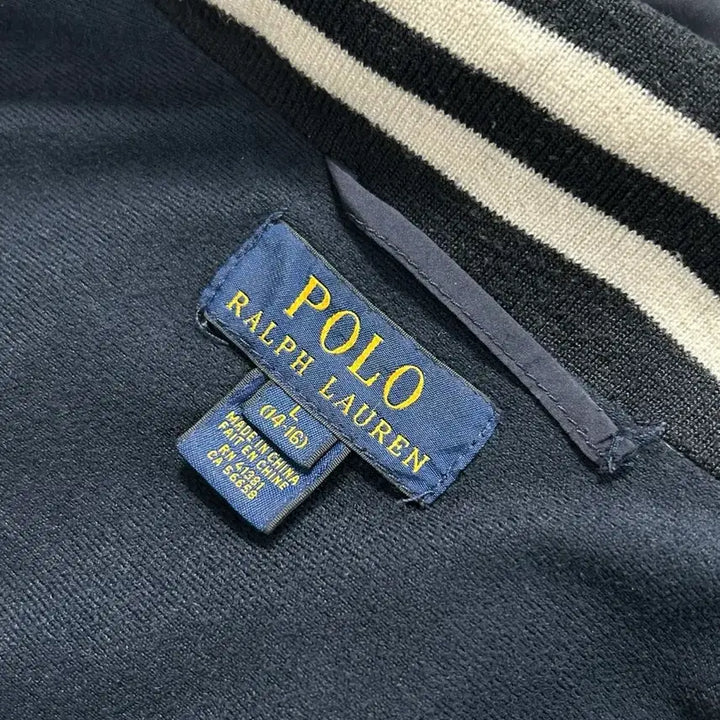 POLO
RALPH LAUREN
L
(14-16)
MADE IN CHINA
FAIT EN CHINE
RN 41381
CA 56658